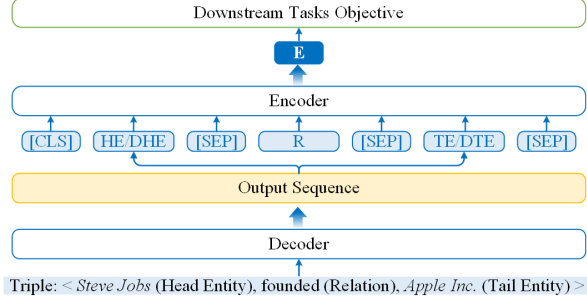 Downstream Tasks Objective
E
Encoder
[CLS] HE/DHE [SEP] R [SEP] TE/DTE [SEP]
Output Sequence
Decoder
Triple: < Steve Jobs (Head Entity), founded (Relation), Apple Inc. (Tail Entity) >